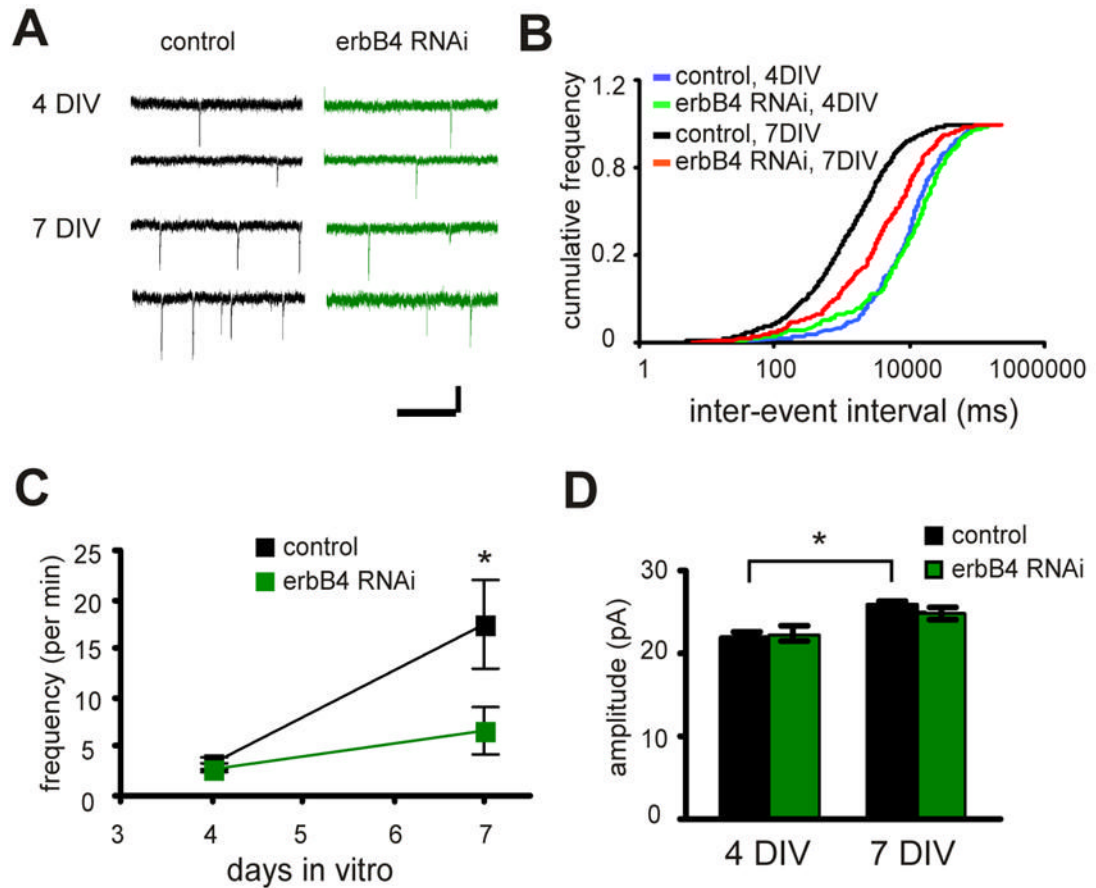 A
control
erbB4 RNAi
4 DIV
7 DIV
B
control, 4DIV
erbB4 RNAi, 4DIV
control, 7DIV
erbB4 RNAi, 7DIV
cumulative frequency
1.2
0.8
0.2
0
1
100
10000
1000000
inter-event interval (ms)
C
control
erbB4 RNAi
*
frequency (per min)
25
20
15
10
5
0
3
4
5
6
7
days in vitro
D
control
erbB4 RNAi
*
amplitude (pA)
30
20
10
0
4 DIV
7 DIV